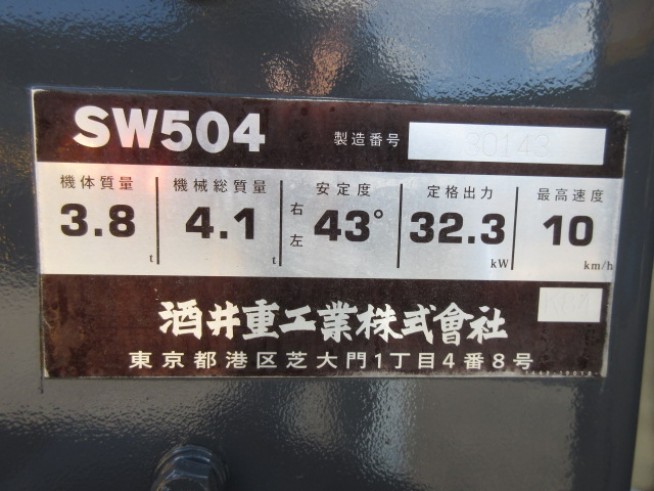 SW504
製造番号 30143
機体質量 機械総質量 安定度 定格出力 最高速度
3.8 t 4.1 t 右 左 43° 32.3 kW 10 km/h
酒井重工業株式會社
東京都港区芝大門1丁目4番8号